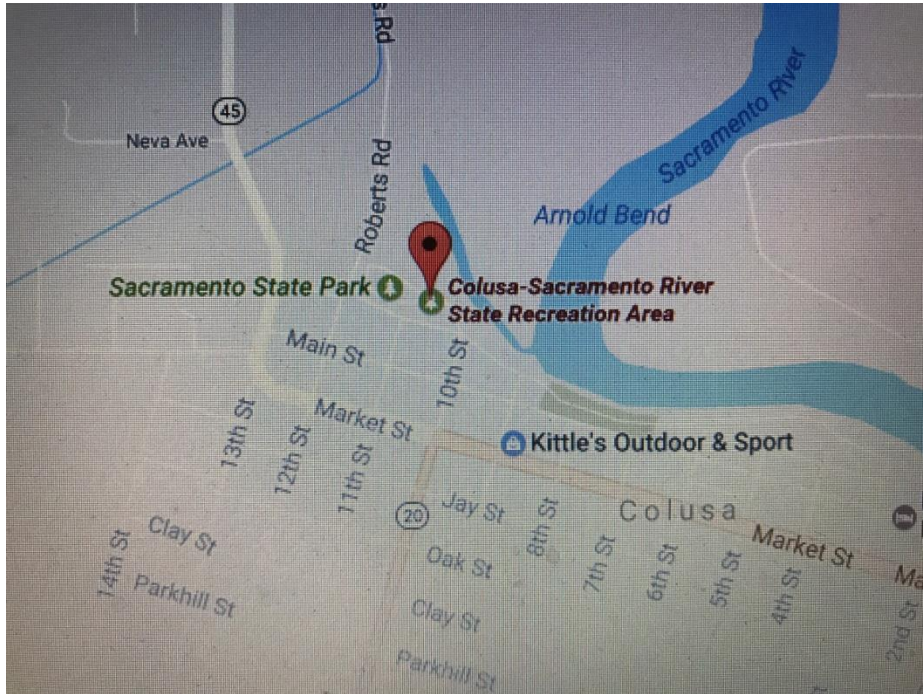 s Rd
45
Neva Ave
Roberts Rd
Sacramento River
Arnold Bend
Sacramento State Park
Colusa-Sacramento River
State Recreation Area
Main St
10th St
Market St
13th St
12th St
11th St
Kittle's Outdoor & Sport
20
Jay St
Colusa
8th St
Market St
Ma
Clay St
14th St
Oak St
7th St
6th St
5th St
4th St
2nd St
Parkhill St
Clay St
Parkhill St